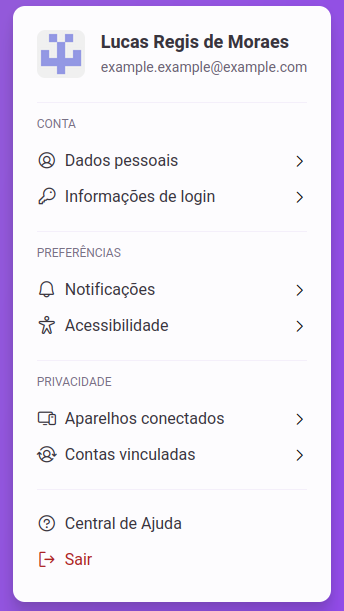 Lucas Regis de Moraes
example.example@example.com
CONTA
Dados pessoais
Informações de login
PREFERÊNCIAS
Notificações
Acessibilidade
PRIVACIDADE
Aparelhos conectados
Contas vinculadas
Central de Ajuda
Sair